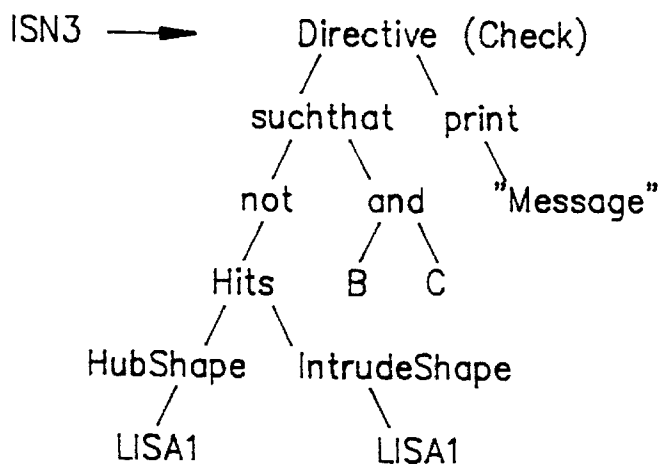 ISN3 Directive (Check)
suchthat print
not and "Message"
Hits B C
HubShape IntrudeShape
LISA1 LISA1